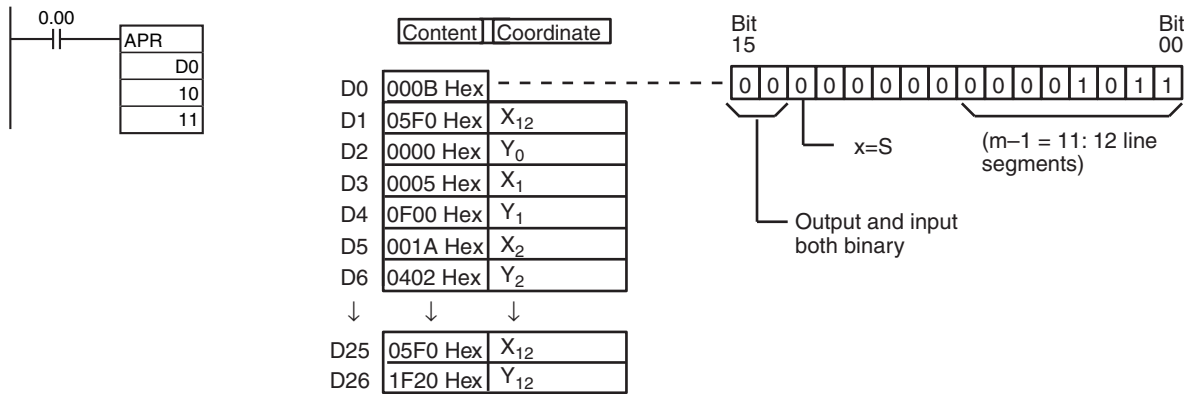 0.00
APR
D0
10
11
Content Coordinate
D0 000B Hex
D1 05F0 Hex X12
D2 0000 Hex Y0
D3 0005 Hex X1
D4 0F00 Hex Y1
D5 001A Hex X2
D6 0402 Hex Y2
↓ ↓ ↓
D25 05F0 Hex X12
D26 1F20 Hex Y12
Bit Bit
15 00
0 0 0 0 0 0 0 0 0 0 0 0 1 0 1 1
x=S
(m–1 = 11: 12 line
segments)
Output and input
both binary